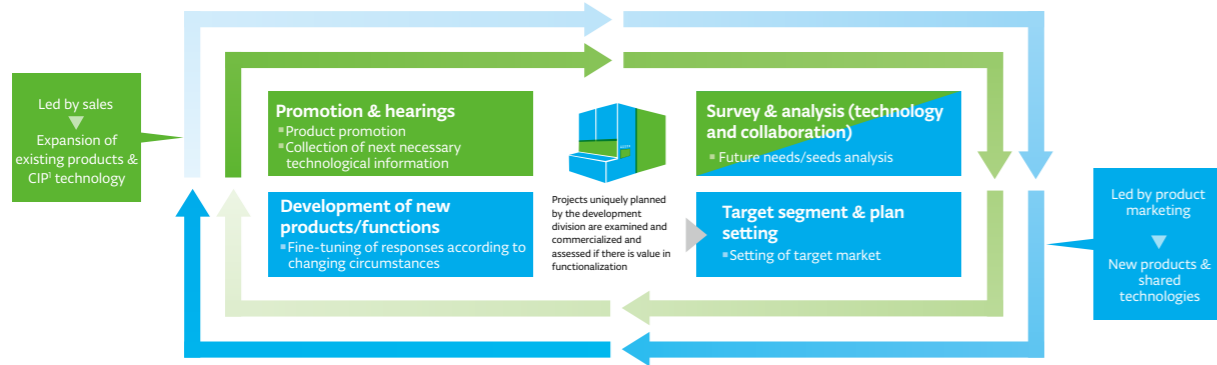 Led by sales
Expansion of
existing products &
CIP¹ technology
Promotion & hearings
▪Product promotion
▪Collection of next necessary
technological information
Survey & analysis (technology
and collaboration)
▪Future needs/seeds analysis
Development of new
products/functions
▪Fine-tuning of responses according to
changing circumstances
Projects uniquely planned
by the development
division are examined and
commercialized and
assessed if there is value in
functionalization
Target segment & plan
setting
▪Setting of target market
Led by product
marketing
New products &
shared
technologies